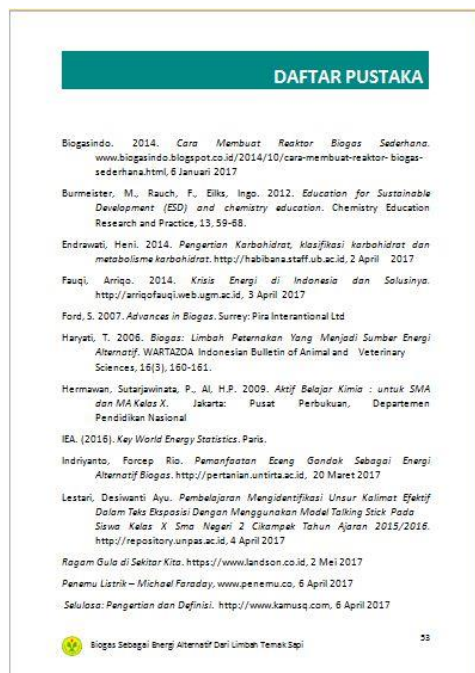 DAFTAR PUSTAKA
Biogasindo. 2014. Cara Membuat Reaktor Biogas Sederhana.
www.biogasindo.blogspot.co.id/2014/10/cara-membuat-reaktor- biogas-
sederhana.html, 6 Januari 2017
Burmeister, M., Rauch, F., Eilks, Ingo. 2012. Education for Sustainable
Development (ESD) and chemistry education. Chemistry Education
Research and Practice, 13, 59-68.
Endrawati, Heni. 2014. Pengertian Karbohidrat, klasifikasi karbohidrat dan
metabolisme karbohidrat. http://habibana.staff.ub.ac.id, 2 April 2017
Fauqi, Arriqo. 2014. Krisis Energi di Indonesia dan Solusinya.
http://arriqofauqi.web.ugm.ac.id, 3 April 2017
Ford, S. 2007. Advances in Biogas. Surrey: Pira Interantional Ltd
Haryati, T. 2006. Biogas: Limbah Peternakan Yang Menjadi Sumber Energi
Alternatif. WARTAZOA Indonesian Bulletin of Animal and Veterinary
Sciences, 16(3), 160-161.
Hermawan, Sutarjawinata, P., Al, H.P. 2009. Aktif Belajar Kimia : untuk SMA
dan MA Kelas X. Jakarta: Pusat Perbukuan, Departemen
Pendidikan Nasional
IEA. (2016). Key World Energy Statistics. Paris.
Indriyanto, Forcep Rio. Pemanfaatan Eceng Gondok Sebagai Energi
Alternatif Biogas. http://pertanian.untirta.ac.id, 20 Maret 2017
Lestari, Desiwanti Ayu. Pembelajaran Mengidentifikasi Unsur Kalimat Efektif
Dalam Teks Eksposisi Dengan Menggunakan Model Talking Stick Pada
Siswa Kelas X Sma Negeri 2 Cikampek Tahun Ajaran 2015/2016.
http://repository.unpas.ac.id, 4 April 2017
Ragam Gula di Sekitar Kita. https://www.landson.co.id, 2 Mei 2017
Penemu Listrik – Michael Faraday, www.penemu.co, 6 April 2017
Selulosa: Pengertian dan Definisi. http://www.kamusq.com, 6 April 2017
Biogas Sebagai Energi Alternatif Dari Limbah Ternak Sapi
53